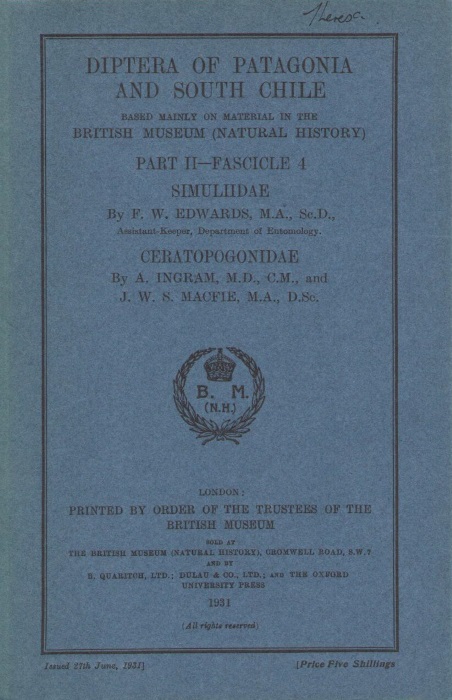 Theresa.
DIPTERA OF PATAGONIA
AND SOUTH CHILE
BASED MAINLY ON MATERIAL IN THE
BRITISH MUSEUM (NATURAL HISTORY)
PART II—FASCICLE 4
SIMULIIDAE
By F. W. EDWARDS, M.A., Sc.D.,
Assistant-Keeper, Department of Entomology.
CERATOPOGONIDAE
By A. INGRAM, M.D., C.M., and
J. W. S. MACFIE, M.A., D.Sc.
B. M.
(N.H.)
LONDON:
PRINTED BY ORDER OF THE TRUSTEES OF THE
BRITISH MUSEUM
SOLD AT
THE BRITISH MUSEUM (NATURAL HISTORY), CROMWELL ROAD, S.W.7
AND BY
B. QUARITCH, LTD.; DULAU & CO., LTD.; AND THE OXFORD
UNIVERSITY PRESS
1931
(All rights reserved)
Issued 27th June, 1931]
[Price Five Shillings